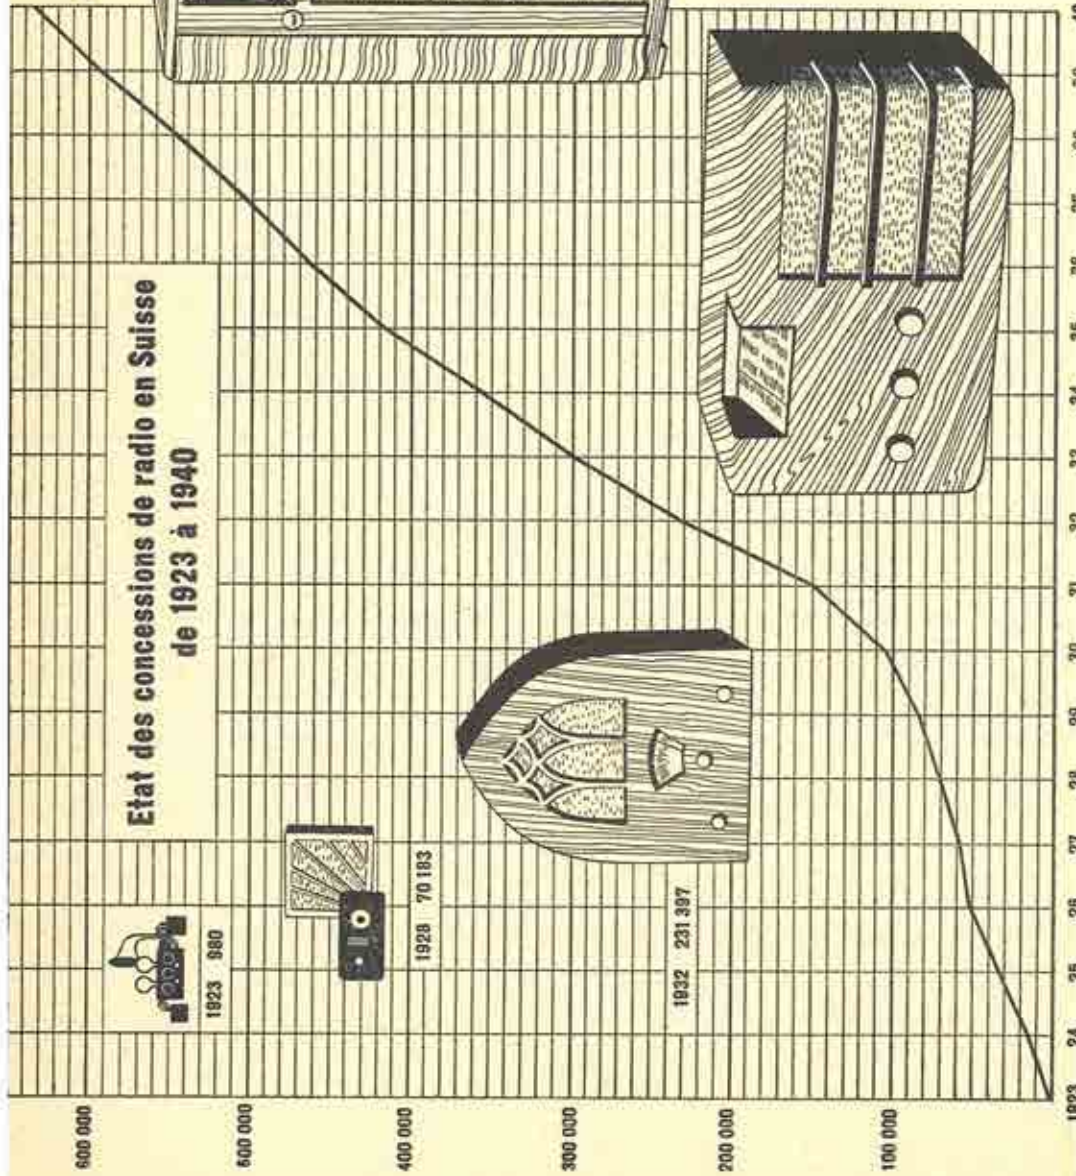 Etat des concessions de radio en Suisse
de 1923 à 1940
1923 980
1928 70 183
1932 231 397
600 000
500 000
400 000
300 000
200 000
100 000
1923 24 25 26 27 28 29 30 31 32 33 34 35 36